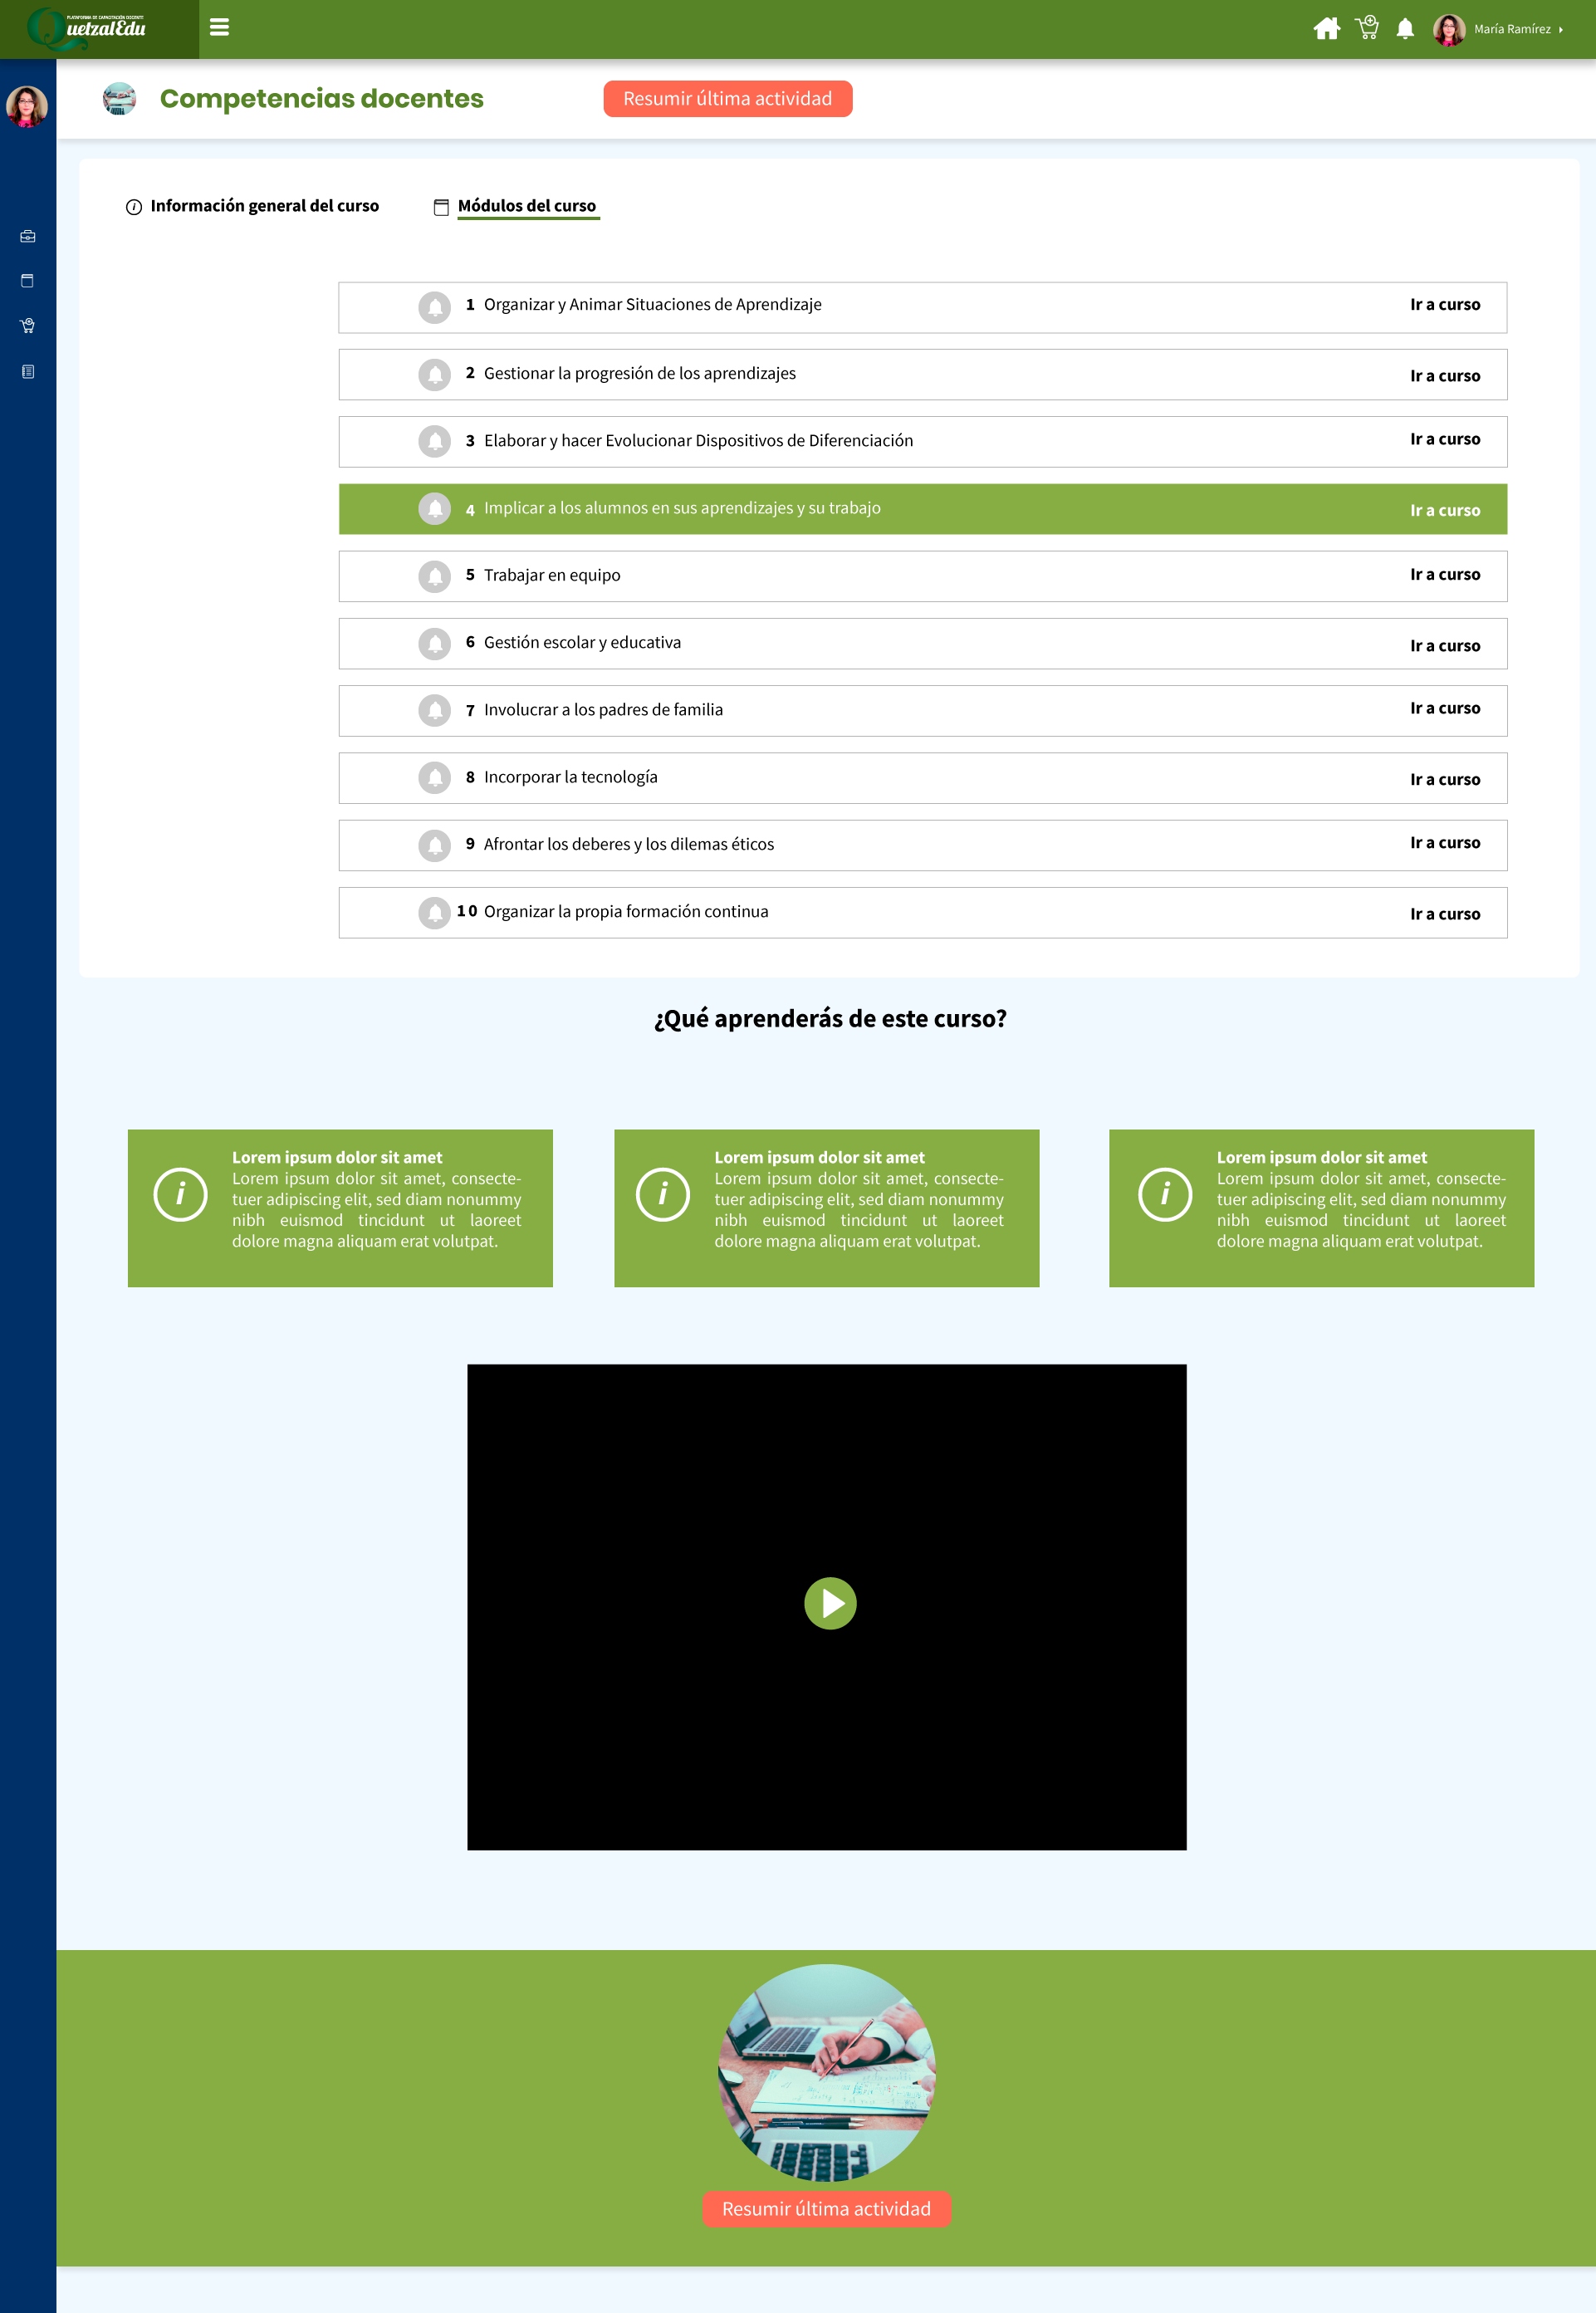 PLATAFORMA DE CAPACITACIÓN DOCENTE
QuetzalEdu
María Ramírez
Competencias docentes
Resumir última actividad
Información general del curso
Módulos del curso
1 Organizar y Animar Situaciones de Aprendizaje Ir a curso
2 Gestionar la progresión de los aprendizajes Ir a curso
3 Elaborar y hacer Evolucionar Dispositivos de Diferenciación Ir a curso
4 Implicar a los alumnos en sus aprendizajes y su trabajo Ir a curso
5 Trabajar en equipo Ir a curso
6 Gestión escolar y educativa Ir a curso
7 Involucrar a los padres de familia Ir a curso
8 Incorporar la tecnología Ir a curso
9 Afrontar los deberes y los dilemas éticos Ir a curso
10 Organizar la propia formación continua Ir a curso
¿Qué aprenderás de este curso?
Lorem ipsum dolor sit amet
Lorem ipsum dolor sit amet, consecte-
tuer adipiscing elit, sed diam nonummy
nibh euismod tincidunt ut laoreet
dolore magna aliquam erat volutpat.
Lorem ipsum dolor sit amet
Lorem ipsum dolor sit amet, consecte-
tuer adipiscing elit, sed diam nonummy
nibh euismod tincidunt ut laoreet
dolore magna aliquam erat volutpat.
Lorem ipsum dolor sit amet
Lorem ipsum dolor sit amet, consecte-
tuer adipiscing elit, sed diam nonummy
nibh euismod tincidunt ut laoreet
dolore magna aliquam erat volutpat.
Resumir última actividad